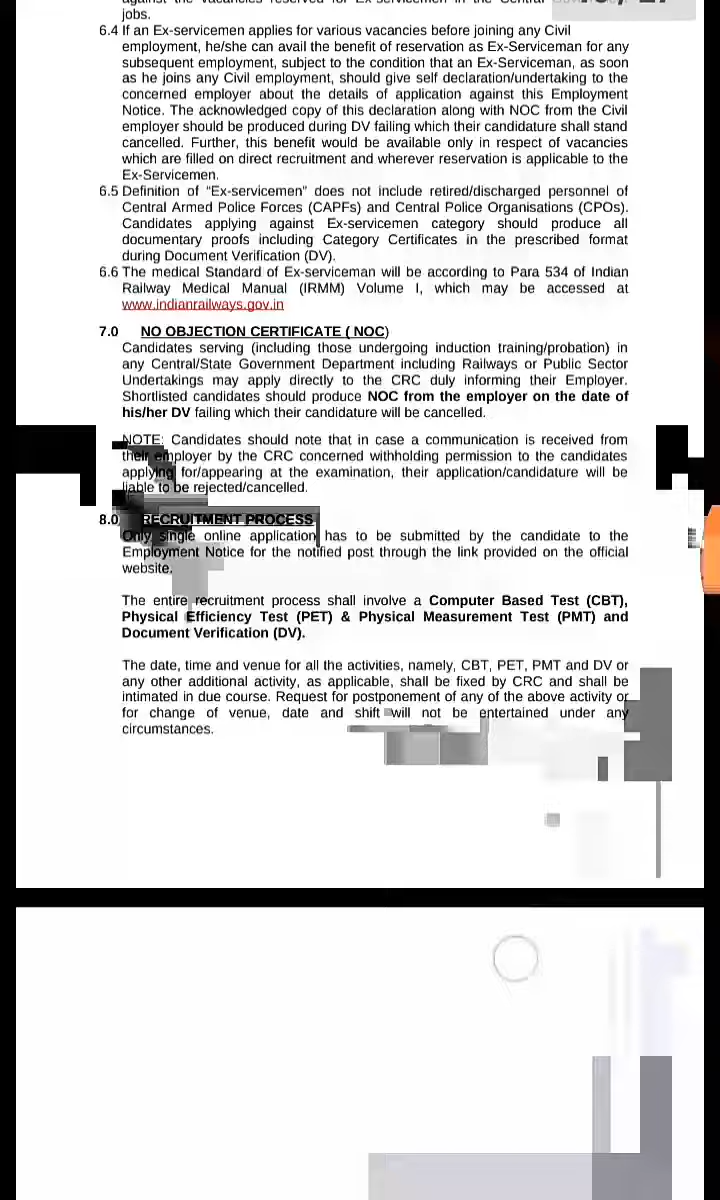 jobs.
6.4 If an Ex-servicemen applies for various vacancies before joining any Civil
employment, he/she can avail the benefit of reservation as Ex-Serviceman for any
subsequent employment, subject to the condition that an Ex-Serviceman, as soon
as he joins any Civil employment, should give self declaration/undertaking to the
concerned employer about the details of application against this Employment
Notice. The acknowledged copy of this declaration along with NOC from the Civil
employer should be produced during DV failing which their candidature shall stand
cancelled. Further, this benefit would be available only in respect of vacancies
which are filled on direct recruitment and wherever reservation is applicable to the
Ex-Servicemen.
6.5 Definition of "Ex-servicemen" does not include retired/discharged personnel of
Central Armed Police Forces (CAPFs) and Central Police Organisations (CPOs).
Candidates applying against Ex-servicemen category should produce all
documentary proofs including Category Certificates in the prescribed format
during Document Verification (DV).
6.6 The medical Standard of Ex-serviceman will be according to Para 534 of Indian
Railway Medical Manual (IRMM) Volume I, which may be accessed at
www.indianrailways.gov.in
7.0 NO OBJECTION CERTIFICATE ( NOC)
Candidates serving (including those undergoing induction training/probation) in
any Central/State Government Department including Railways or Public Sector
Undertakings may apply directly to the CRC duly informing their Employer.
Shortlisted candidates should produce NOC from the employer on the date of
his/her DV failing which their candidature will be cancelled.
NOTE: Candidates should note that in case a communication is received from
their employer by the CRC concerned withholding permission to the candidates
applying for/appearing at the examination, their application/candidature will be
liable to be rejected/cancelled.
8.0 RECRUITMENT PROCESS
Only single online application has to be submitted by the candidate to the
Employment Notice for the notified post through the link provided on the official
website.
The entire recruitment process shall involve a Computer Based Test (CBT),
Physical Efficiency Test (PET) & Physical Measurement Test (PMT) and
Document Verification (DV).
The date, time and venue for all the activities, namely, CBT, PET, PMT and DV or
any other additional activity, as applicable, shall be fixed by CRC and shall be
intimated in due course. Request for postponement of any of the above activity or
for change of venue, date and shift will not be entertained under any
circumstances.